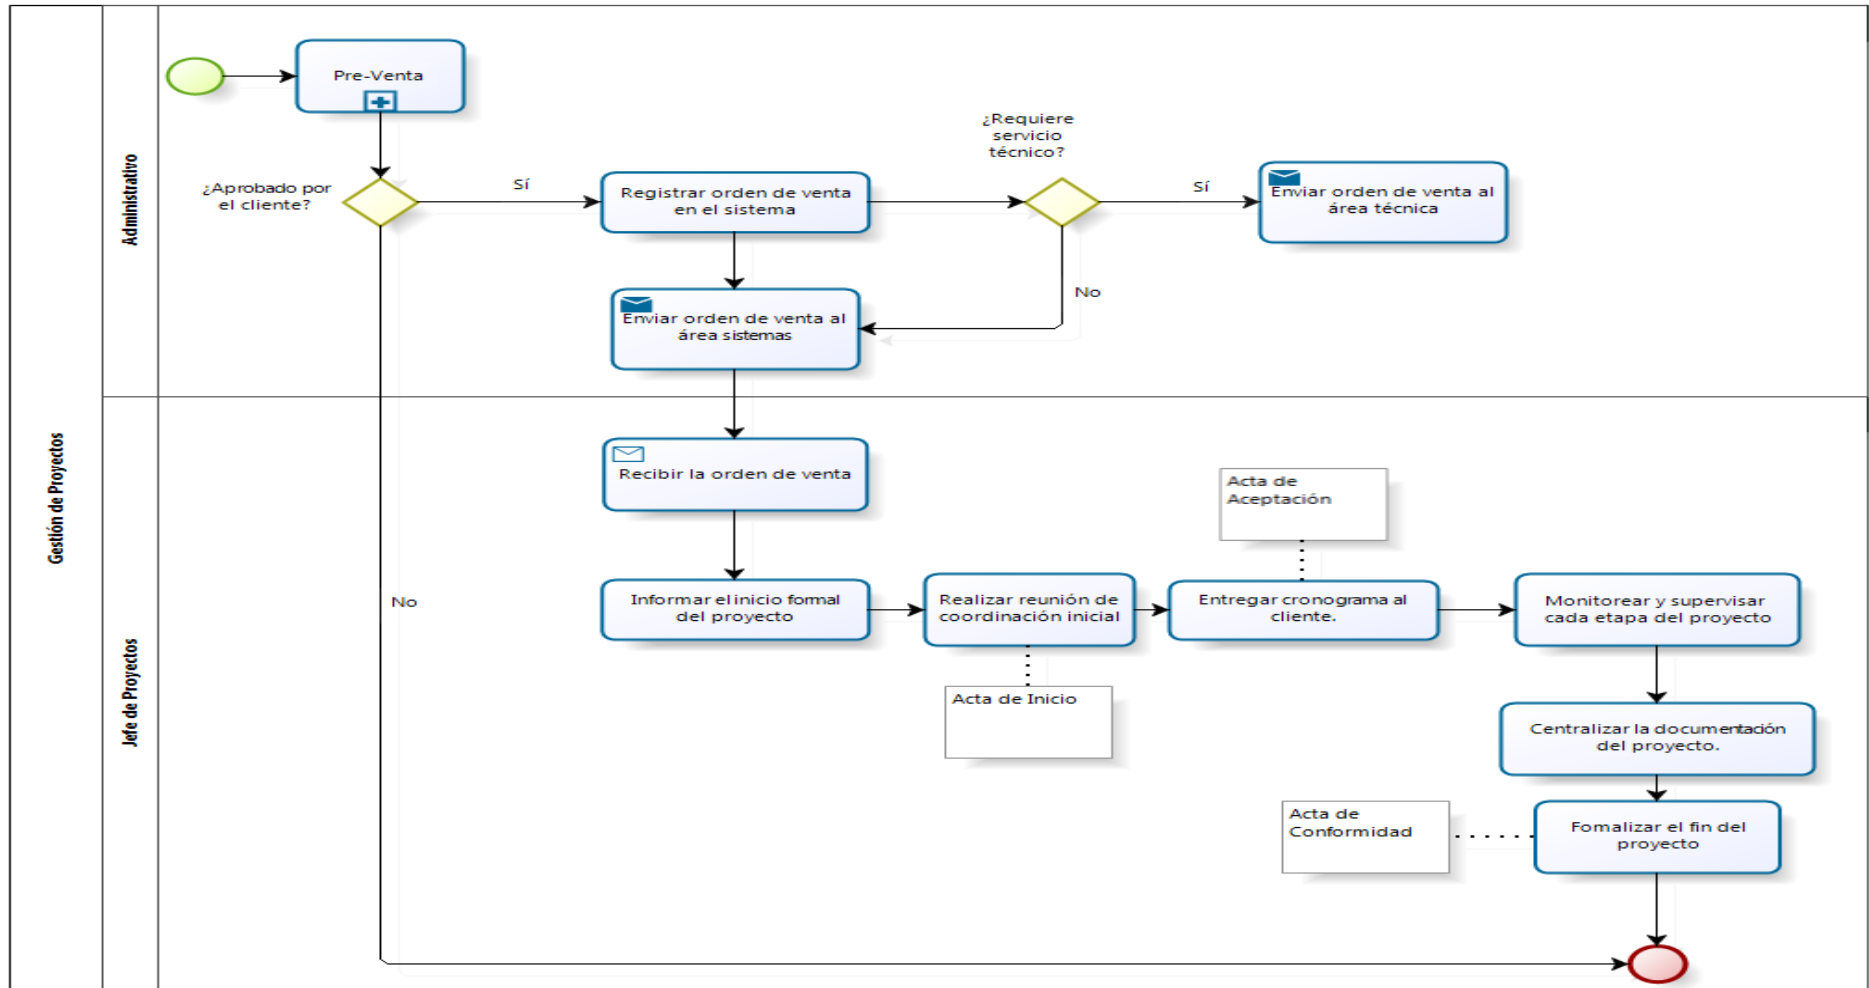 Gestión de Proyectos
Administrativo
Pre-Venta
¿Aprobado por
el cliente?
Sí
Registrar orden de venta
en el sistema
¿Requiere
servicio
técnico?
Sí
Enviar orden de venta al
área técnica
No
Enviar orden de venta al
área sistemas
Jefe de Proyectos
No
Recibir la orden de venta
Informar el inicio formal
del proyecto
Realizar reunión de
coordinación inicial
Acta de Inicio
Acta de
Aceptación
Entregar cronograma al
cliente.
Monitorear y supervisar
cada etapa del proyecto
Centralizar la documentación
del proyecto.
Acta de
Conformidad
Fomalizar el fin del
proyecto